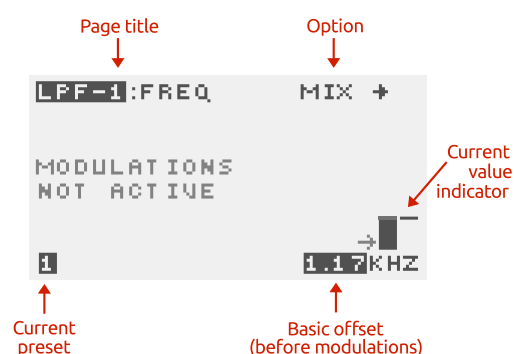 Page title
Option
LPF-1:FREQ
MIX →
MODULATIONS
NOT ACTIVE
Current
value
indicator
→
1
1.17KHZ
Current
preset
Basic offset
(before modulations)